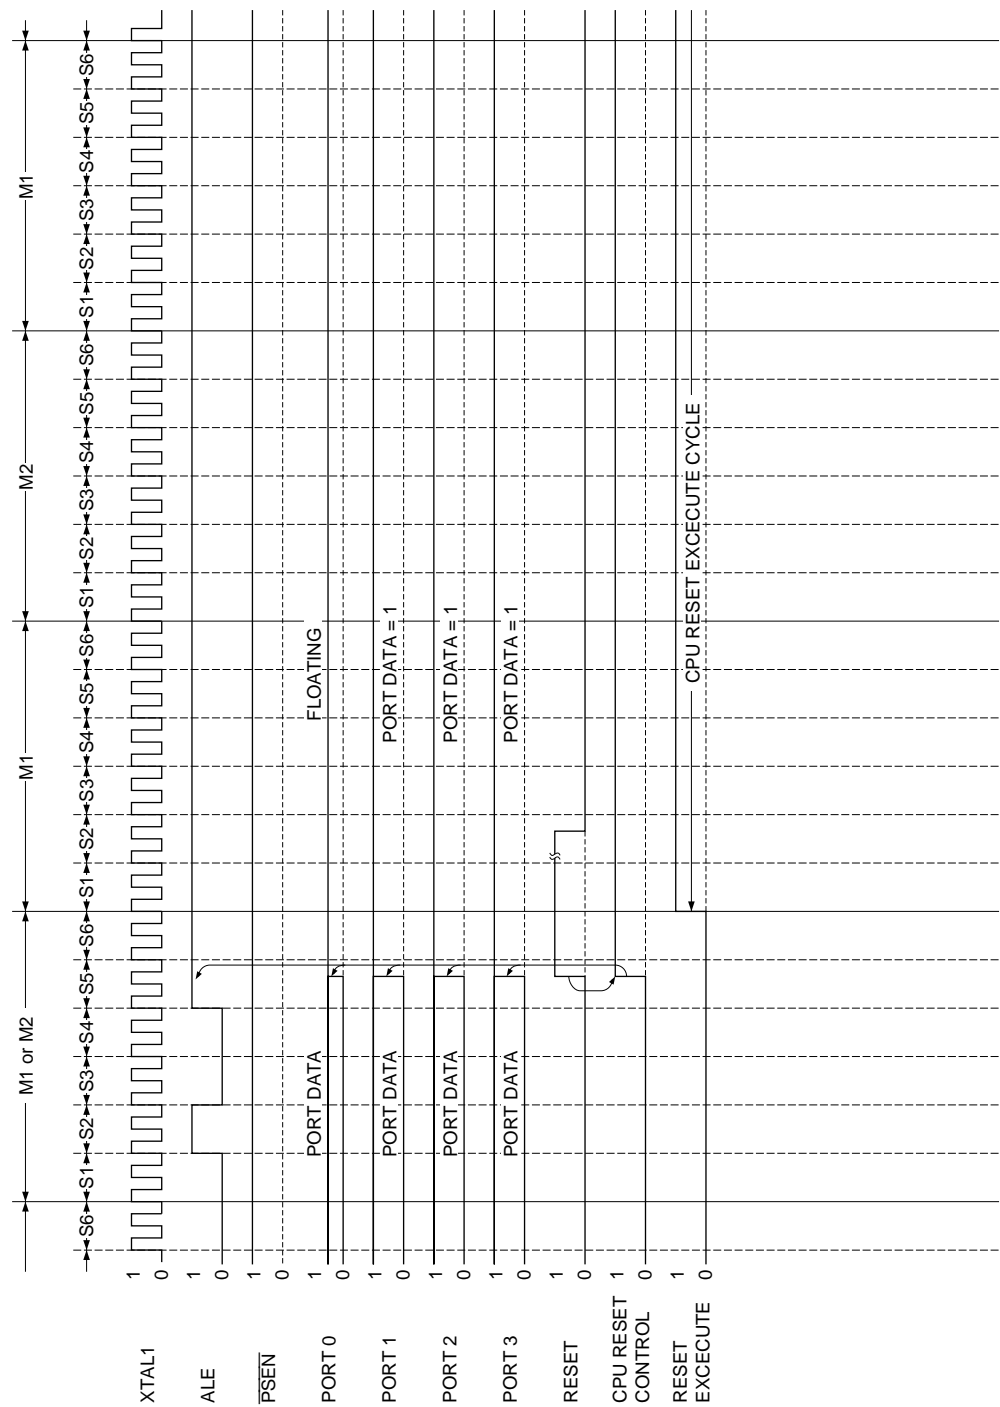 M1 or M2 M1 M2 M1
S6 S1 S2 S3 S4 S5 S6 S1 S2 S3 S4 S5 S6 S1 S2 S3 S4 S5 S6 S1 S2 S3 S4 S5 S6
XTAL1 1
0
ALE 1
0
PSEN 1
0
PORT 0 1 PORT DATA FLOATING
0
PORT 1 1
PORT DATA PORT DATA = 1
0
PORT 2 1
PORT DATA PORT DATA = 1
0
PORT 3 1
PORT DATA PORT DATA = 1
0
RESET 1
0
CPU RESET 1
CONTROL 0
RESET 1
CPU RESET EXCECUTE CYCLE
EXCECUTE 0